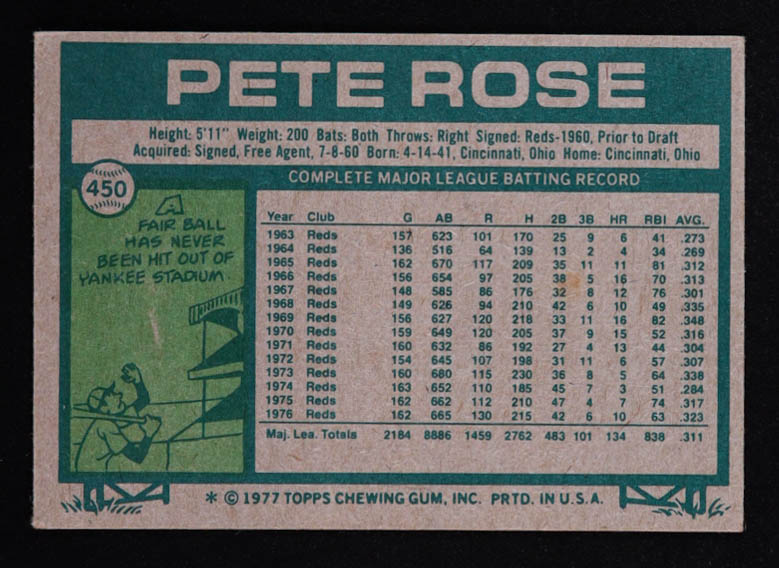 PETE ROSE
Height: 5'11" Weight: 200 Bats: Both Throws: Right Signed: Reds-1960, Prior to Draft
Acquired: Signed, Free Agent, 7-8-60 Born: 4-14-41, Cincinnati, Ohio Home: Cincinnati, Ohio
450
A
FAIR BALL
HAS NEVER
BEEN HIT OUT OF
YANKEE STADIUM.
COMPLETE MAJOR LEAGUE BATTING RECORD
Year Club G AB R H 2B 3B HR RBI AVG.
1963 Reds 157 623 101 170 25 9 6 41 .273
1964 Reds 136 516 64 139 13 2 4 34 .269
1965 Reds 162 670 117 209 35 11 11 81 .312
1966 Reds 156 654 97 205 38 5 16 70 .313
1967 Reds 148 585 86 176 32 8 12 76 .301
1968 Reds 149 626 94 210 42 6 10 49 .335
1969 Reds 156 627 120 218 33 11 16 82 .348
1970 Reds 159 649 120 205 37 9 15 52 .316
1971 Reds 160 632 86 192 27 4 13 44 .304
1972 Reds 154 645 107 198 31 11 6 57 .307
1973 Reds 160 680 115 230 36 8 5 64 .338
1974 Reds 163 652 110 185 45 7 3 51 .284
1975 Reds 162 662 112 210 47 4 7 74 .317
1976 Reds 162 665 130 215 42 6 10 63 .323
Maj. Lea. Totals 2184 8886 1459 2762 483 101 134 838 .311
* © 1977 TOPPS CHEWING GUM, INC. PRTD. IN U.S.A.